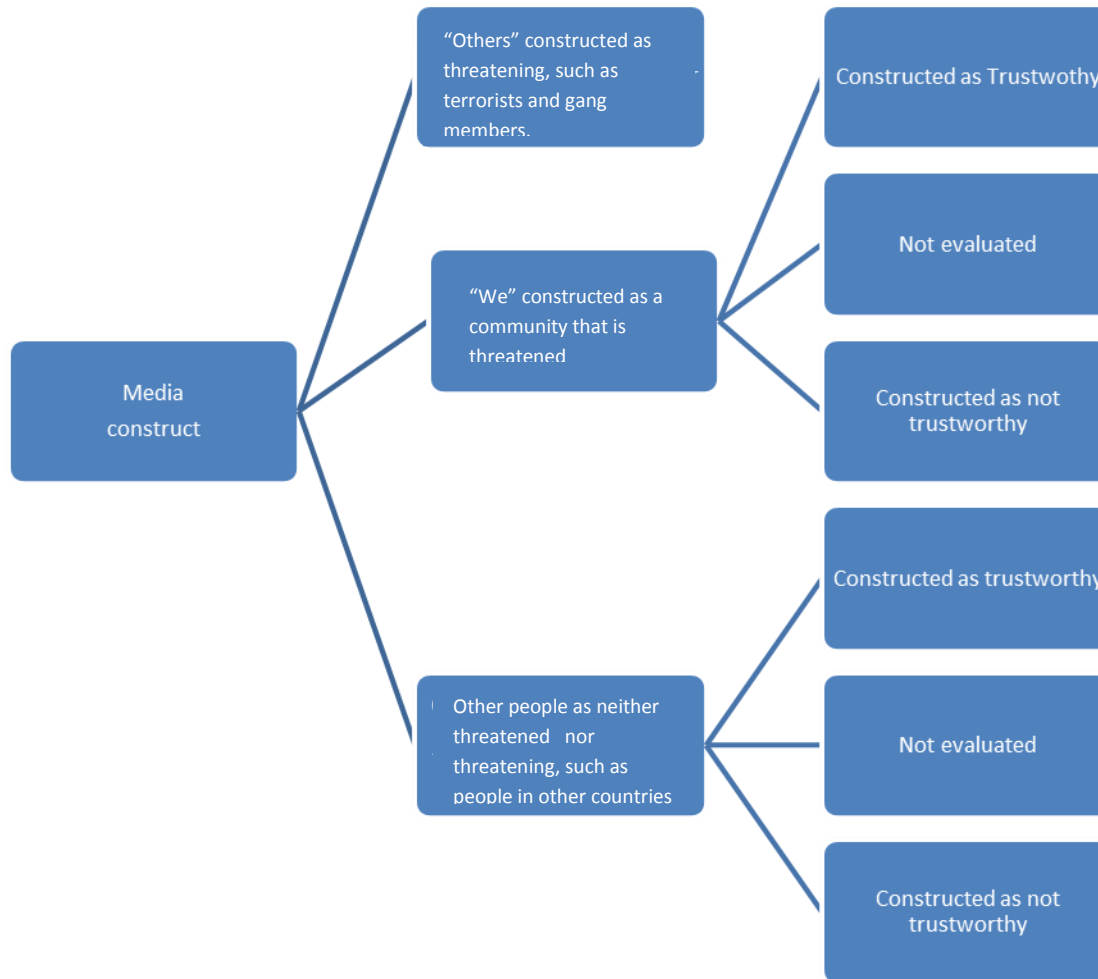 Media
construct
“Others” constructed as
threatening, such as
terrorists and gang
members.
“We” constructed as a
community that is
threatened
Other people as neither
threatened nor
threatening, such as
people in other countries
Constructed as Trustwothy
Not evaluated
Constructed as not
trustworthy
Constructed as trustworthy
Not evaluated
Constructed as not
trustworthy